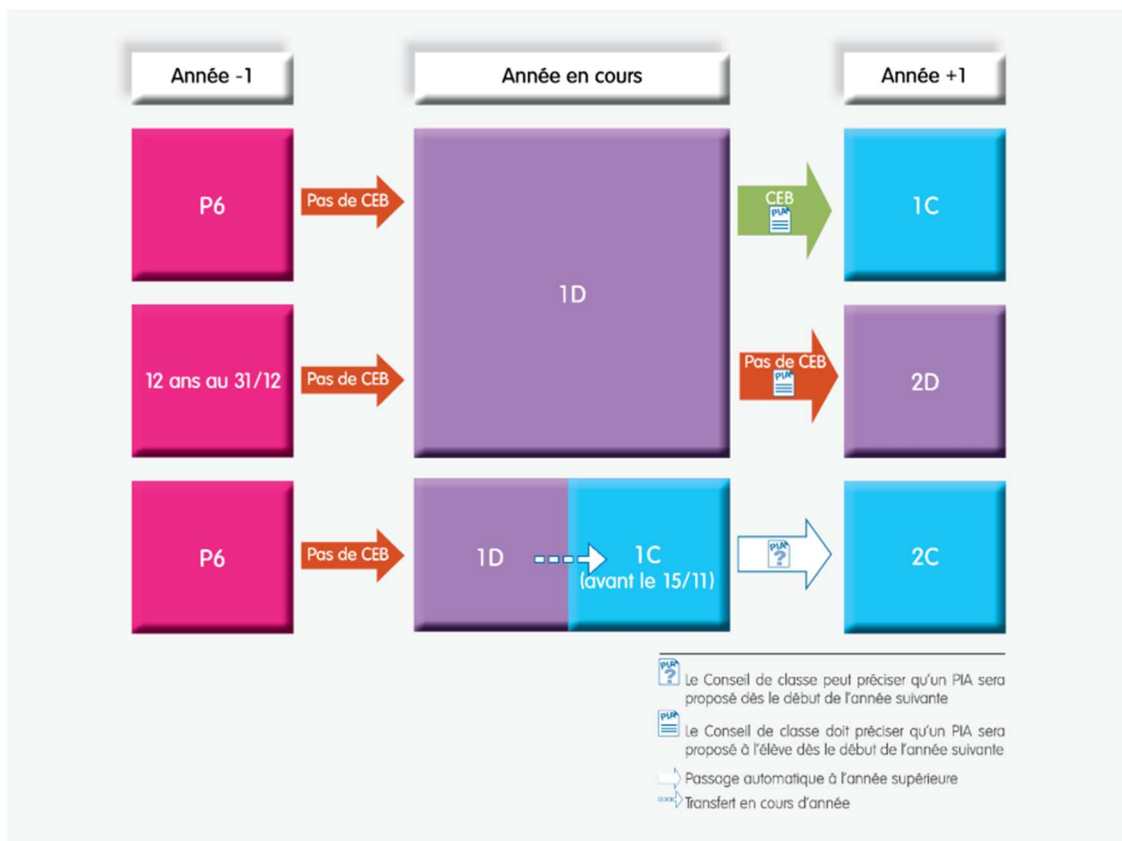 Année -1
Année en cours
Année +1
P6
Pas de CEB
1D
CEB
PIA
1C
12 ans au 31/12
Pas de CEB
Pas de CEB
PIA
2D
P6
Pas de CEB
1D
1C
(avant le 15/11)
PIA
?
2C
PIA
?
Le Conseil de classe peut préciser qu'un PIA sera
proposé dès le début de l'année suivante
PIA
Le Conseil de classe doit préciser qu'un PIA sera
proposé à l'élève dès le début de l'année suivante
Passage automatique à l'année supérieure
Transfert en cours d'année